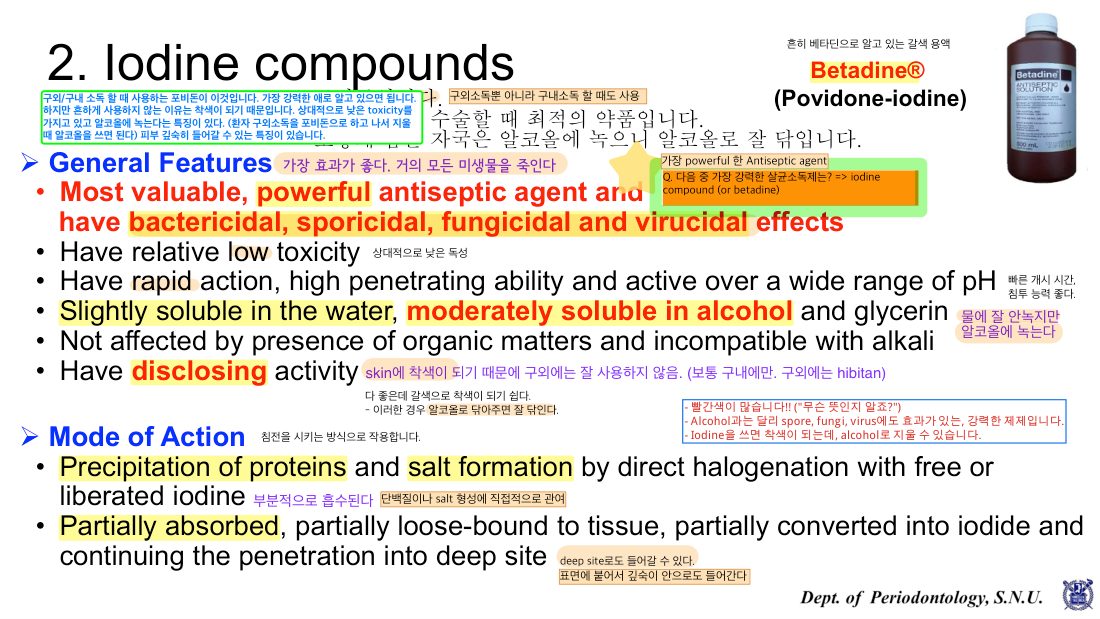 2. Iodine compounds
흔히 베타딘으로 알고 있는 갈색 용액
Betadine®
(Povidone-iodine)
Betadine
ANTISEPTIC
SOLUTION
구외/구내 소독 할 때 사용하는 포비돈이 이것입니다. 가장 강력한 애로 알고 있으면 됩니다.
하지만 흔하게 사용하지 않는 이유는 착색이 되기 때문입니다. 상대적으로 낮은 toxicity를
가지고 있고 알코올에 녹는다는 특징이 있다. (환자 구외소독을 포비돈으로 하고 나서 지울
때 알코올을 쓰면 된다) 피부 깊숙히 들어갈 수 있는 특징이 있습니다.
다.
구외소독뿐 아니라 구내소독 할 때도 사용
수술할 때 최적의 약품입니다.
자국은 알코올에 녹으니 알코올로 잘 닦입니다.
General Features
가장 효과가 좋다. 거의 모든 미생물을 죽인다
가장 powerful 한 Antiseptic agent
Q. 다음 중 가장 강력한 살균소독제는? => iodine
compound (or betadine)
• Most valuable, powerful antiseptic agent and
have bactericidal, sporicidal, fungicidal and virucidal effects
• Have relative low toxicity
상대적으로 낮은 독성
• Have rapid action, high penetrating ability and active over a wide range of pH
빠른 개시 시간,
침투 능력 좋다.
• Slightly soluble in the water, moderately soluble in alcohol and glycerin
물에 잘 안녹지만
알코올에 녹는다
• Not affected by presence of organic matters and incompatible with alkali
• Have disclosing activity
skin에 착색이 되기 때문에 구외에는 잘 사용하지 않음. (보통 구내에만. 구외에는 hibitan)
다 좋은데 갈색으로 착색이 되기 쉽다.
- 이러한 경우 알코올로 닦아주면 잘 닦인다.
- 빨간색이 많습니다!! ("무슨 뜻인지 알죠?")
- Alcohol과는 달리 spore, fungi, virus에도 효과가 있는, 강력한 제제입니다.
- Iodine을 쓰면 착색이 되는데, alcohol로 지울 수 있습니다.
Mode of Action
침전을 시키는 방식으로 작용합니다.
• Precipitation of proteins and salt formation by direct halogenation with free or
liberated iodine
부분적으로 흡수된다
단백질이나 salt 형성에 직접적으로 관여
• Partially absorbed, partially loose-bound to tissue, partially converted into iodide and
continuing the penetration into deep site
deep site로도 들어갈 수 있다.
표면에 붙어서 깊숙이 안으로도 들어간다
Dept. of Periodontology, S.N.U.